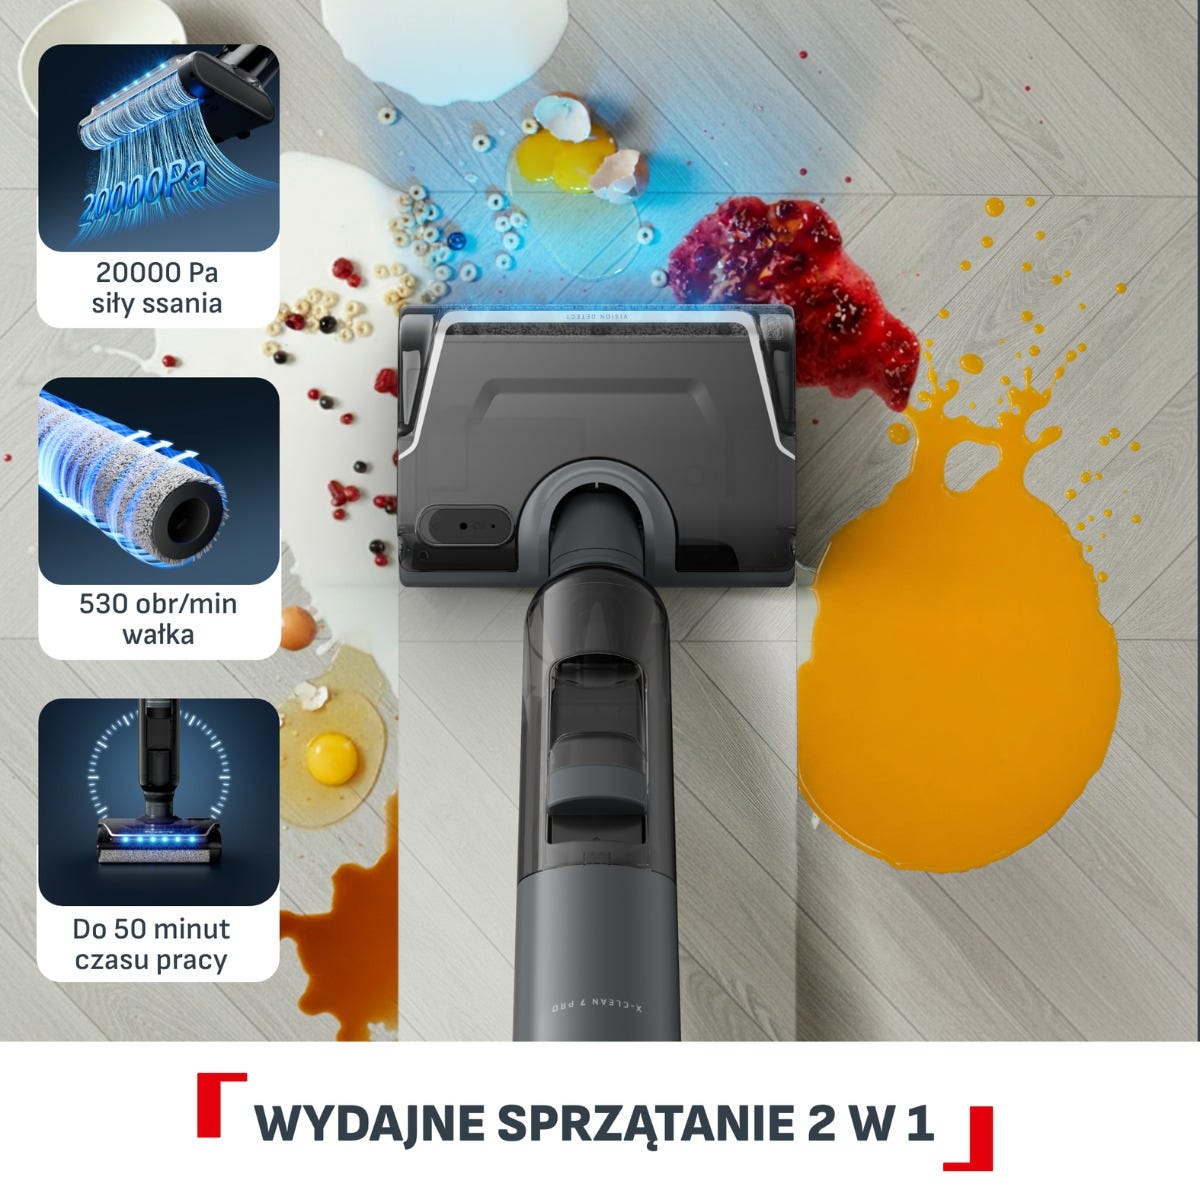 20000Pa
20000 Pa
siły ssania
530 obr/min
wałka
Do 50 minut
czasu pracy
VISION DETECT
X-CLEAN 7 PRO
WYDAJNE SPRZĄTANIE 2 W 1